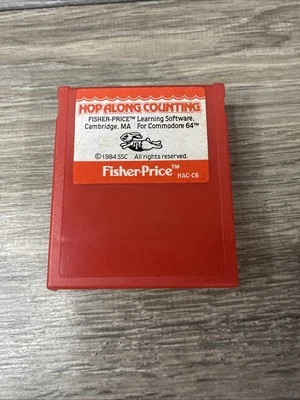 HOP ALONG COUNTING
FISHER-PRICE™ Learning Software,
Cambridge, MA For Commodore 64™
© 1984 SSC All rights reserved.
Fisher-Price™
HAC-C6